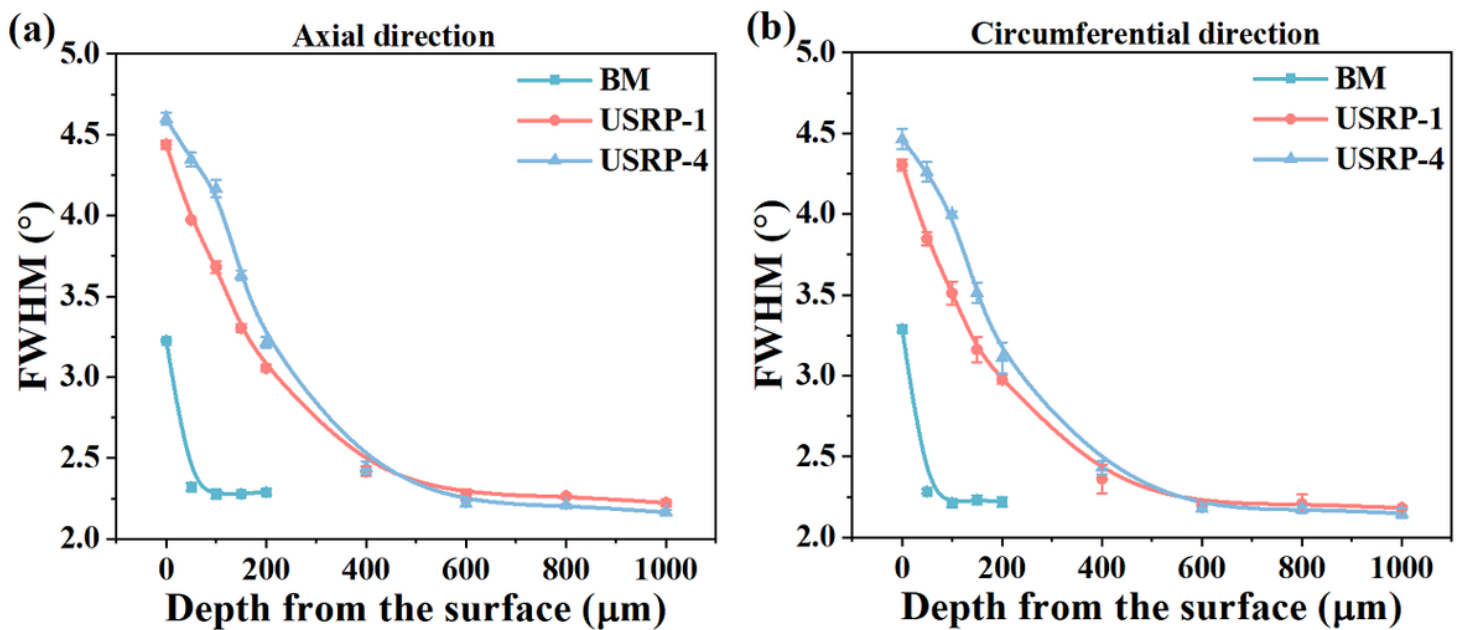 (a)
Axial direction
BM
USRP-1
USRP-4
FWHM (°)
5.0
4.5
4.0
3.5
3.0
2.5
2.0
0 200 400 600 800 1000
Depth from the surface (μm)
(b)
Circumferential direction
BM
USRP-1
USRP-4
FWHM (°)
5.0
4.5
4.0
3.5
3.0
2.5
2.0
0 200 400 600 800 1000
Depth from the surface (μm)